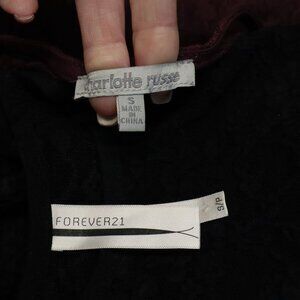 charlotte russe
S
MADE
IN
CHINA
FOREVER21
S/P